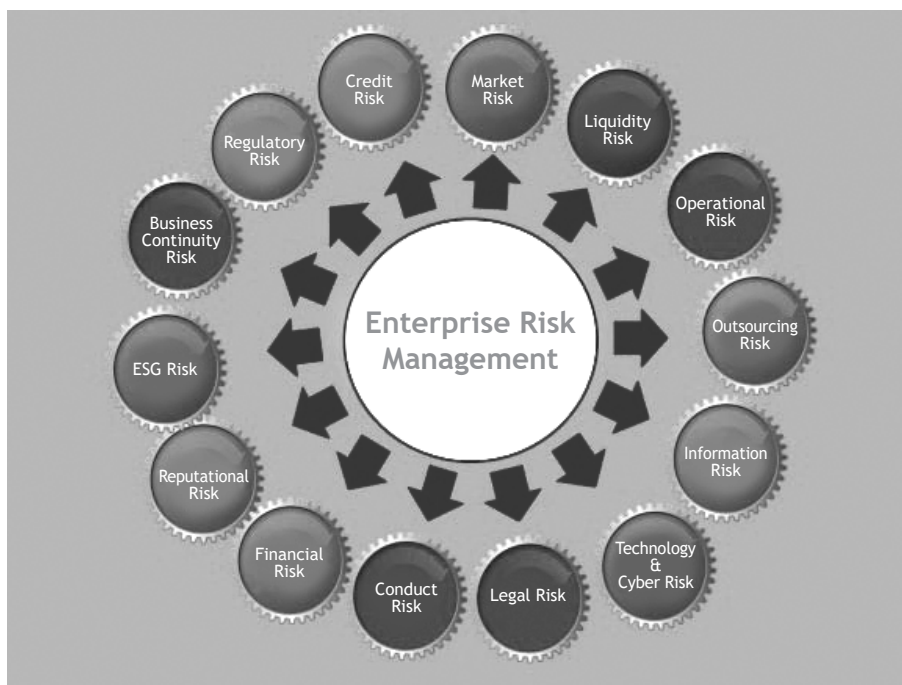 Credit
Risk
Market
Risk
Liquidity
Risk
Operational
Risk
Outsourcing
Risk
Information
Risk
Technology
&
Cyber Risk
Legal Risk
Conduct
Risk
Financial
Risk
Reputational
Risk
ESG Risk
Business
Continuity
Risk
Regulatory
Risk
Enterprise Risk
Management